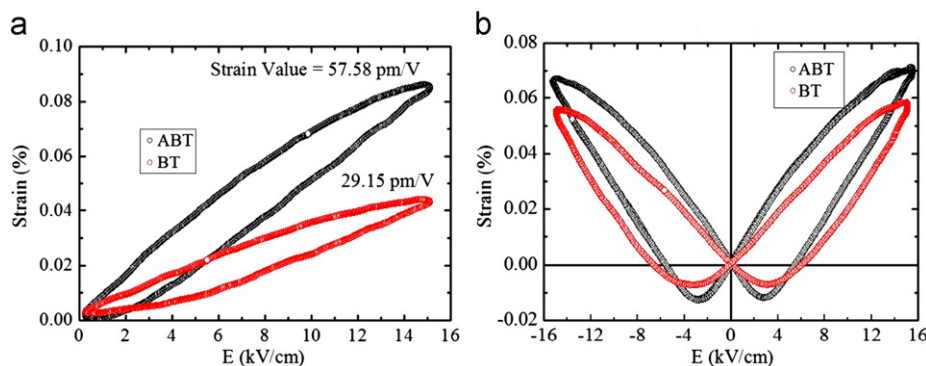 a
0.10
0.08
0.06
0.04
0.02
0.00
Strain (%)
Strain Value = 57.58 pm/V
ABT
BT
29.15 pm/V
0 2 4 6 8 10 12 14 16
E (kV/cm)
b
0.08
0.06
0.04
0.02
0.00
-0.02
Strain (%)
ABT
BT
-16 -12 -8 -4 0 4 8 12 16
E (kV/cm)